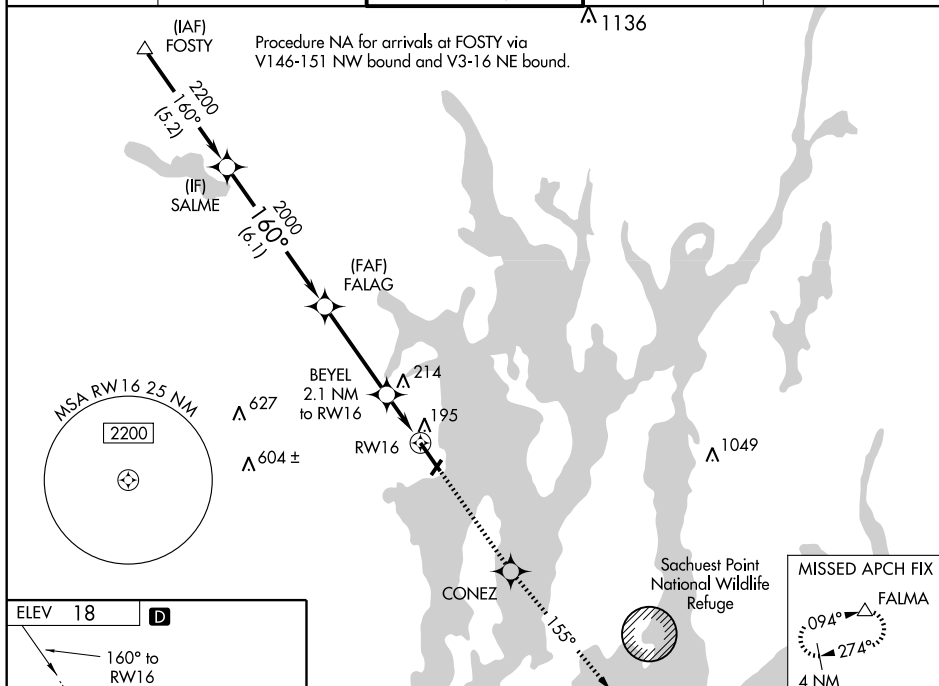 1136
(IAF)
FOSTY
Procedure NA for arrivals at FOSTY via
V146-151 NW bound and V3-16 NE bound.
2200
160°
(5.2)
(IF)
SALME
2000
160°
(6.1)
(FAF)
FALAG
BEYEL
2.1 NM
to RW16
214
195
RW16
MSA RW16 25 NM
2200
627
604 ±
1049
CONEZ
155°
Sachuest Point
National Wildlife
Refuge
MISSED APCH FIX
FALMA
094°
274°
4 NM
ELEV 18
D
160° to
RW16